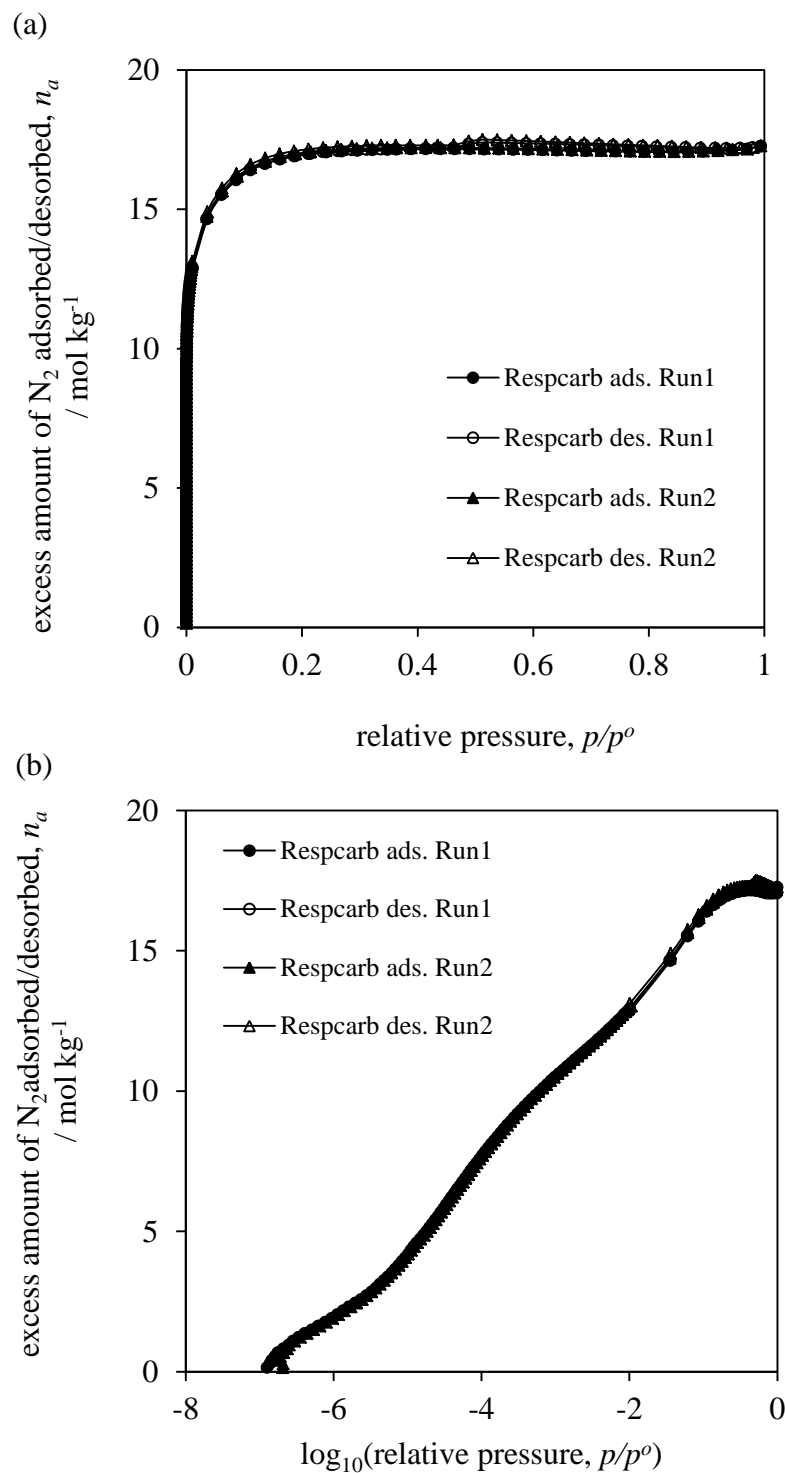 (a)
excess amount of N₂ adsorbed/desorbed, nₐ
/ mol kg⁻¹
20
15
10
5
0
Respcarb ads. Run1
Respcarb des. Run1
Respcarb ads. Run2
Respcarb des. Run2
0 0.2 0.4 0.6 0.8 1
relative pressure, p/pᵒ
(b)
excess amount of N₂adsorbed/desorbed, nₐ
/ mol kg⁻¹
20
15
10
5
0
Respcarb ads. Run1
Respcarb des. Run1
Respcarb ads. Run2
Respcarb des. Run2
-8 -6 -4 -2 0
log₁₀(relative pressure, p/pᵒ)